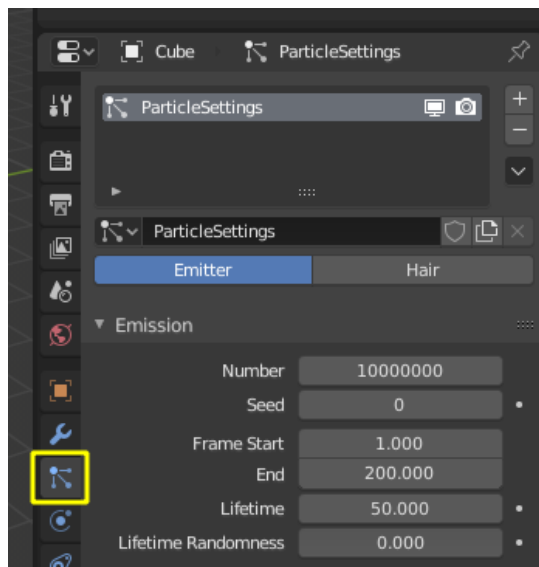 Cube ParticleSettings
ParticleSettings
ParticleSettings
Emitter Hair
Emission
Number 10000000
Seed 0
Frame Start 1.000
End 200.000
Lifetime 50.000
Lifetime Randomness 0.000